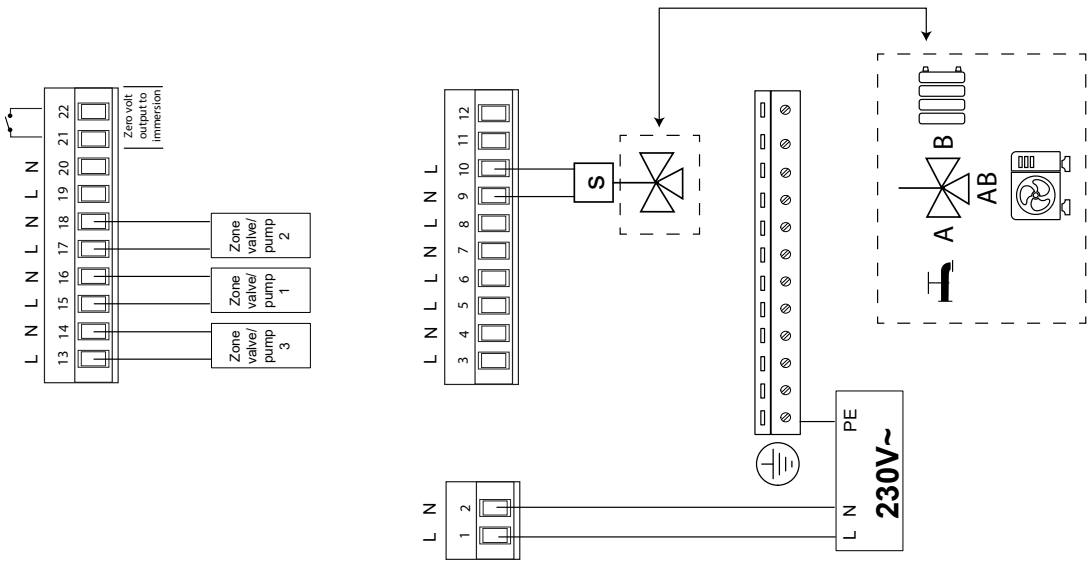 L N L N L N L N
13 14 15 16 17 18 19 20 21 22
Zero volt
output to
immersion
Zone
valve/
pump
3
Zone
valve/
pump
1
Zone
valve/
pump
2
L N
1 2
L N L L N L N L
3 4 5 6 7 8 9 10 11 12
S
L N PE
230V~
A B
AB